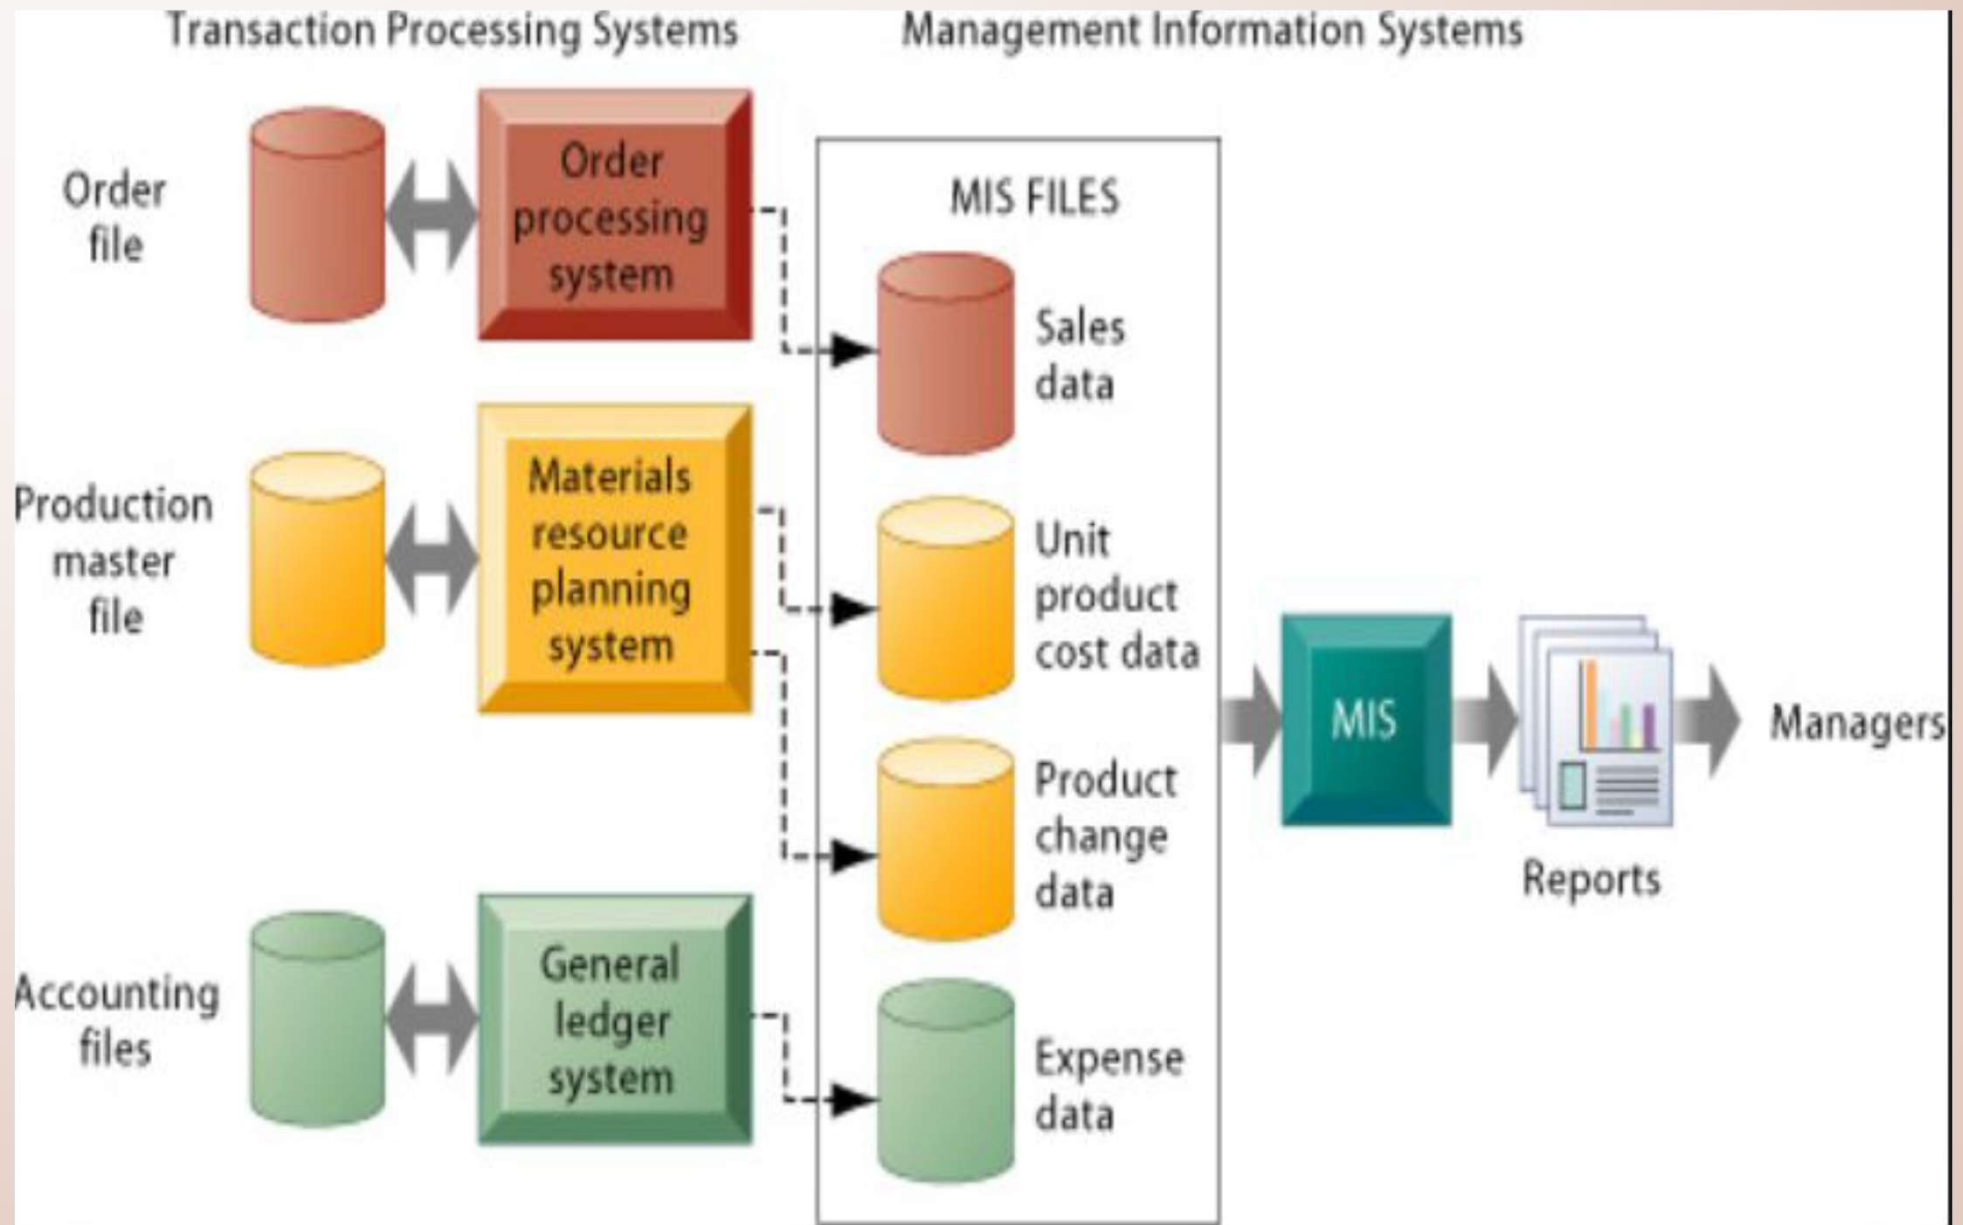 Transaction Processing Systems
Management Information Systems
Order
file
Order
processing
system
Production
master
file
Materials
resource
planning
system
Accounting
files
General
ledger
system
MIS FILES
Sales
data
Unit
product
cost data
Product
change
data
Expense
data
MIS
Reports
Managers